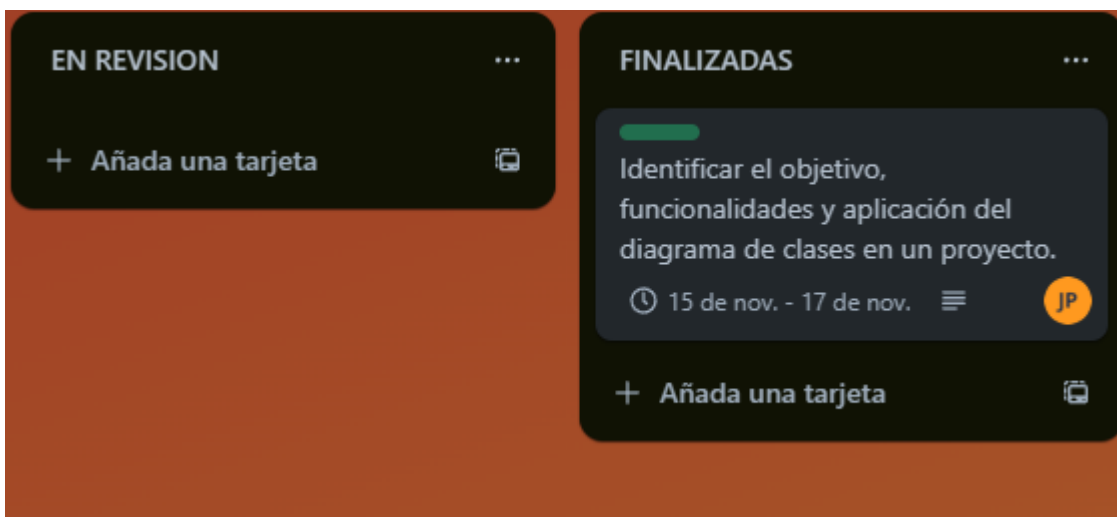 EN REVISION
Añada una tarjeta
FINALIZADAS
Identificar el objetivo,
funcionalidades y aplicación del
diagrama de clases en un proyecto.
15 de nov. - 17 de nov.
JP
Añada una tarjeta